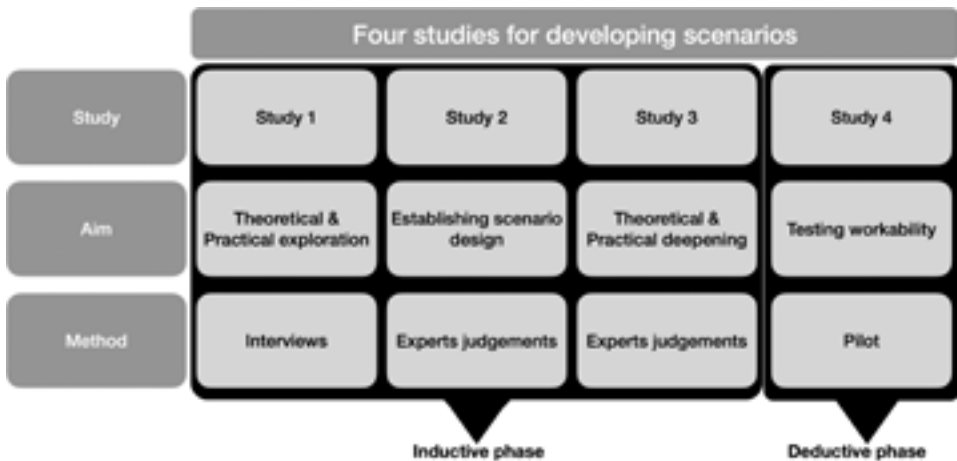 Four studies for developing scenarios
Study
Study 1
Study 2
Study 3
Study 4
Aim
Theoretical &
Practical exploration
Establishing scenario
design
Theoretical &
Practical deepening
Testing workability
Method
Interviews
Experts judgements
Experts judgements
Pilot
Inductive phase
Deductive phase